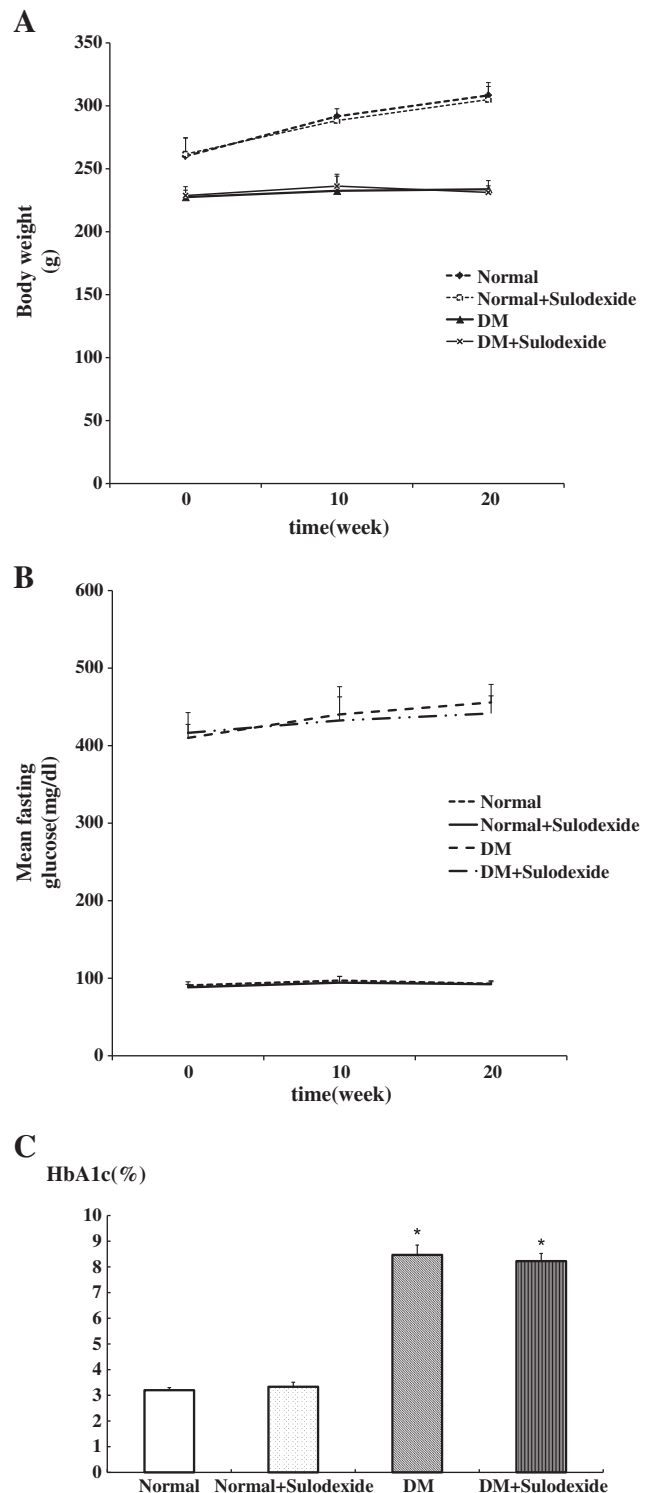 A
350
300
250
200
150
100
50
0
Body weight
(g)
Normal
Normal+Sulodexide
DM
DM+Sulodexide
0 10 20
time(week)
B
600
500
400
300
200
100
0
Mean fasting
glucose(mg/dl)
Normal
Normal+Sulodexide
DM
DM+Sulodexide
0 10 20
time(week)
C
HbA1c(%)
10
9
8
7
6
5
4
3
2
1
0
* *
Normal Normal+Sulodexide DM DM+Sulodexide